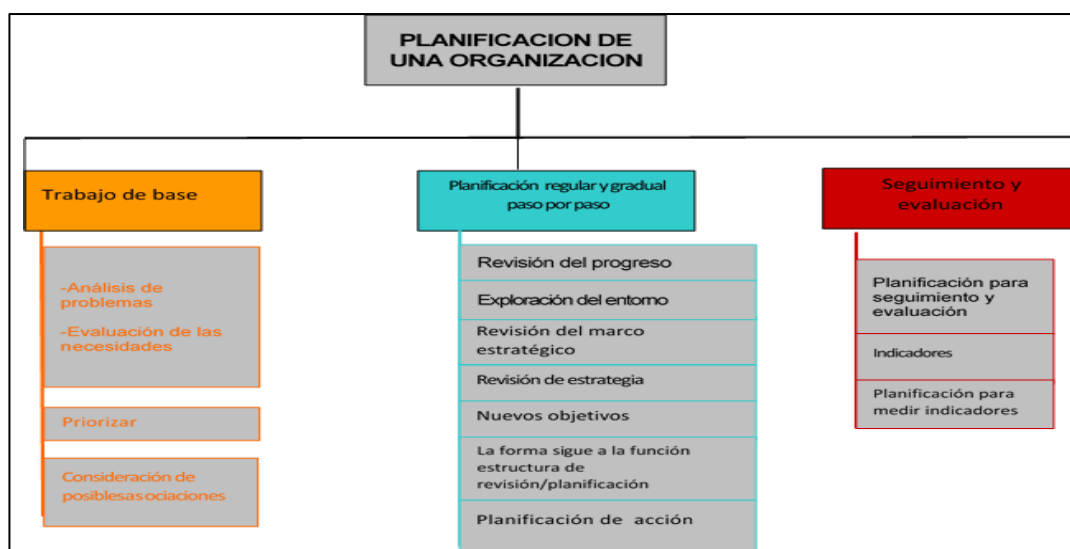 PLANIFICACION DE
UNA ORGANIZACION
Trabajo de base
-Análisis de
problemas
-Evaluación de las
necesidades
Priorizar
Consideración de
posiblesasociaciones
Planificación regular y gradual
paso por paso
Revisión del progreso
Exploración del entorno
Revisión del marco
estratégico
Revisión de estrategia
Nuevos objetivos
La forma sigue a la función
estructura de
revisión/planificación
Planificación de acción
Seguimiento y
evaluación
Planificación para
seguimiento y
evaluación
Indicadores
Planificación para
medir indicadores